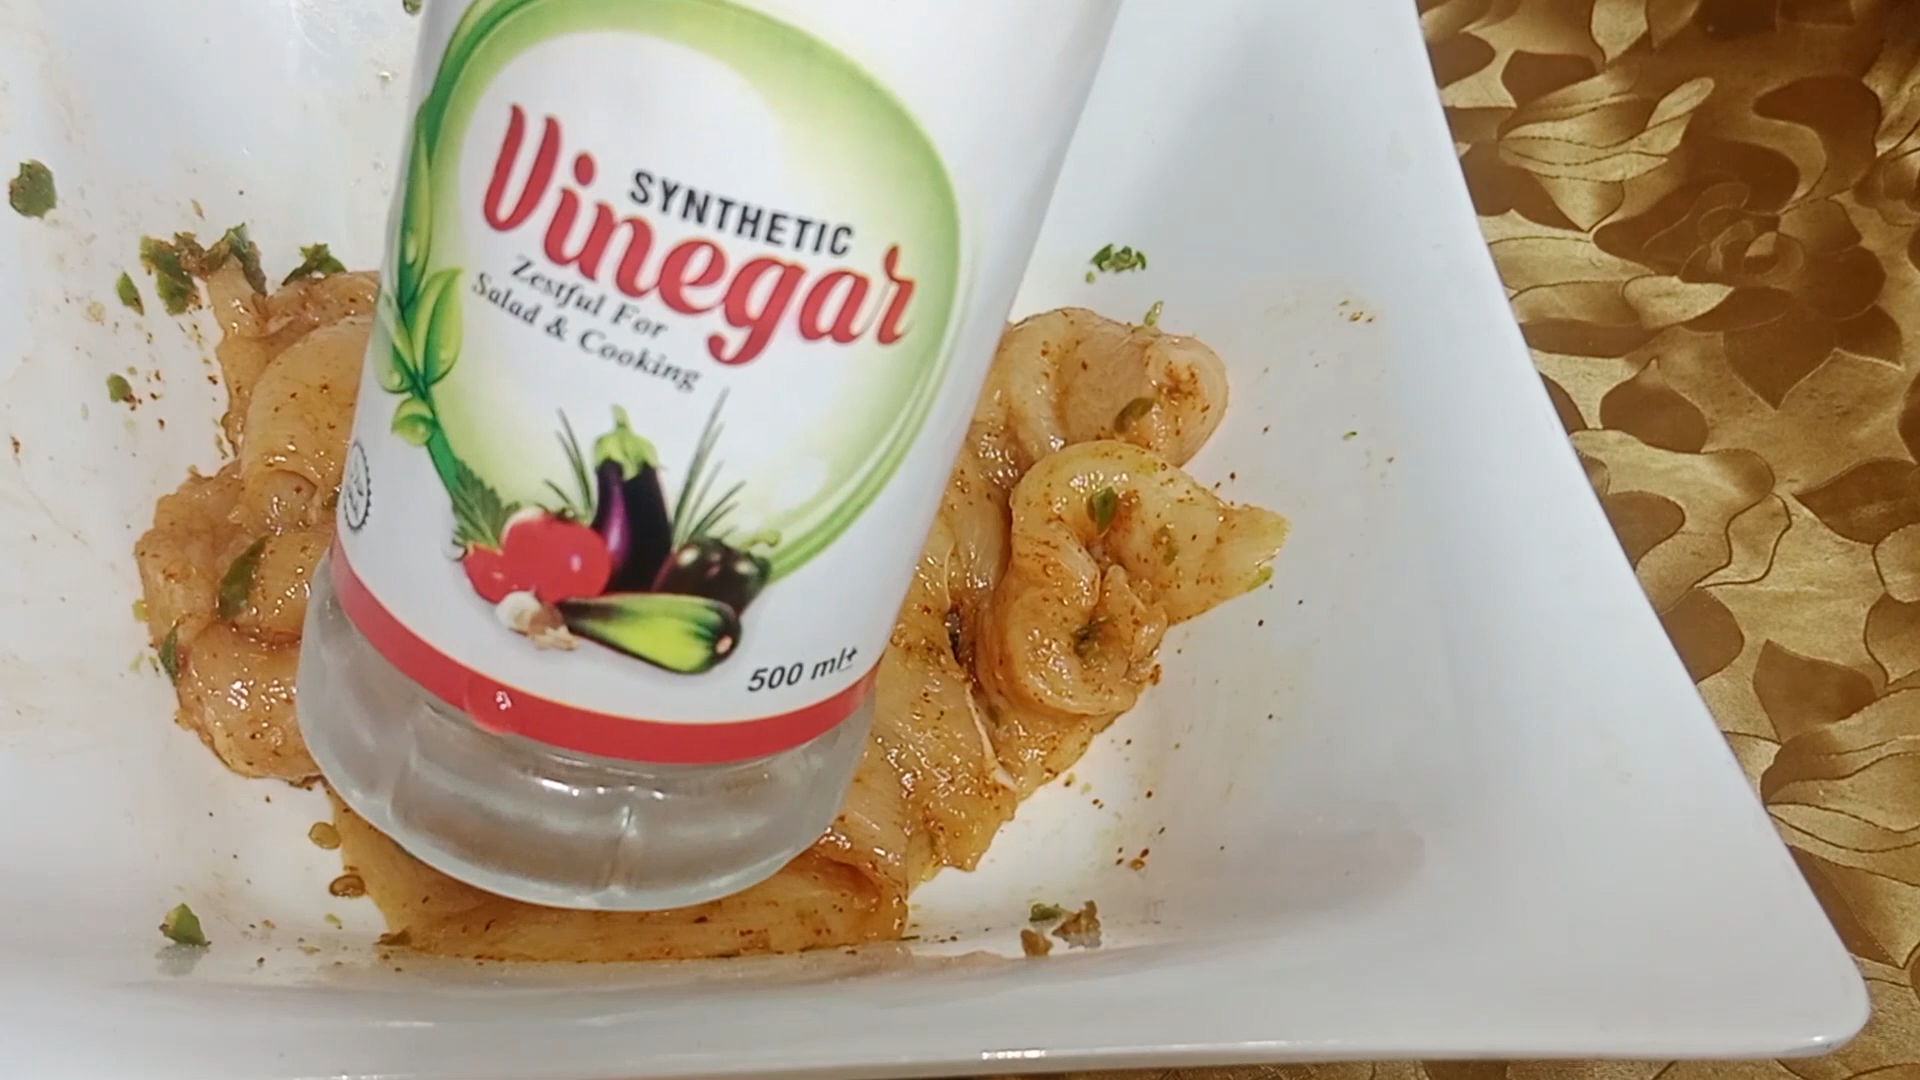 SYNTHETIC
Vinegar
Zestful For
Salad & Cooking
500 ml±